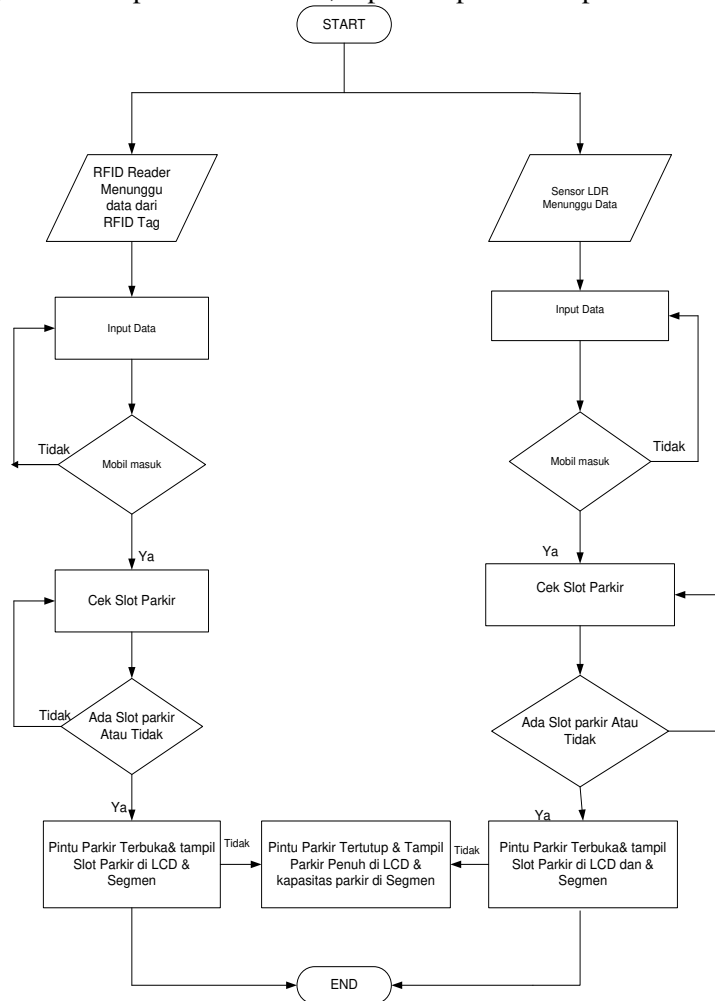 START
RFID Reader
Menunggu
data dari
RFID Tag
Sensor LDR
Menunggu Data
Input Data
Input Data
Mobil masuk
Tidak
Mobil masuk
Tidak
Ya
Ya
Cek Slot Parkir
Cek Slot Parkir
Ada Slot parkir
Atau Tidak
Tidak
Ada Slot parkir Atau
Tidak
Ya
Ya
Pintu Parkir Terbuka& tampil
Slot Parkir di LCD &
Segmen
Tidak
Pintu Parkir Tertutup & Tampil
Parkir Penuh di LCD &
kapasitas parkir di Segmen
Tidak
Pintu Parkir Terbuka& tampil
Slot Parkir di LCD dan &
Segmen
END